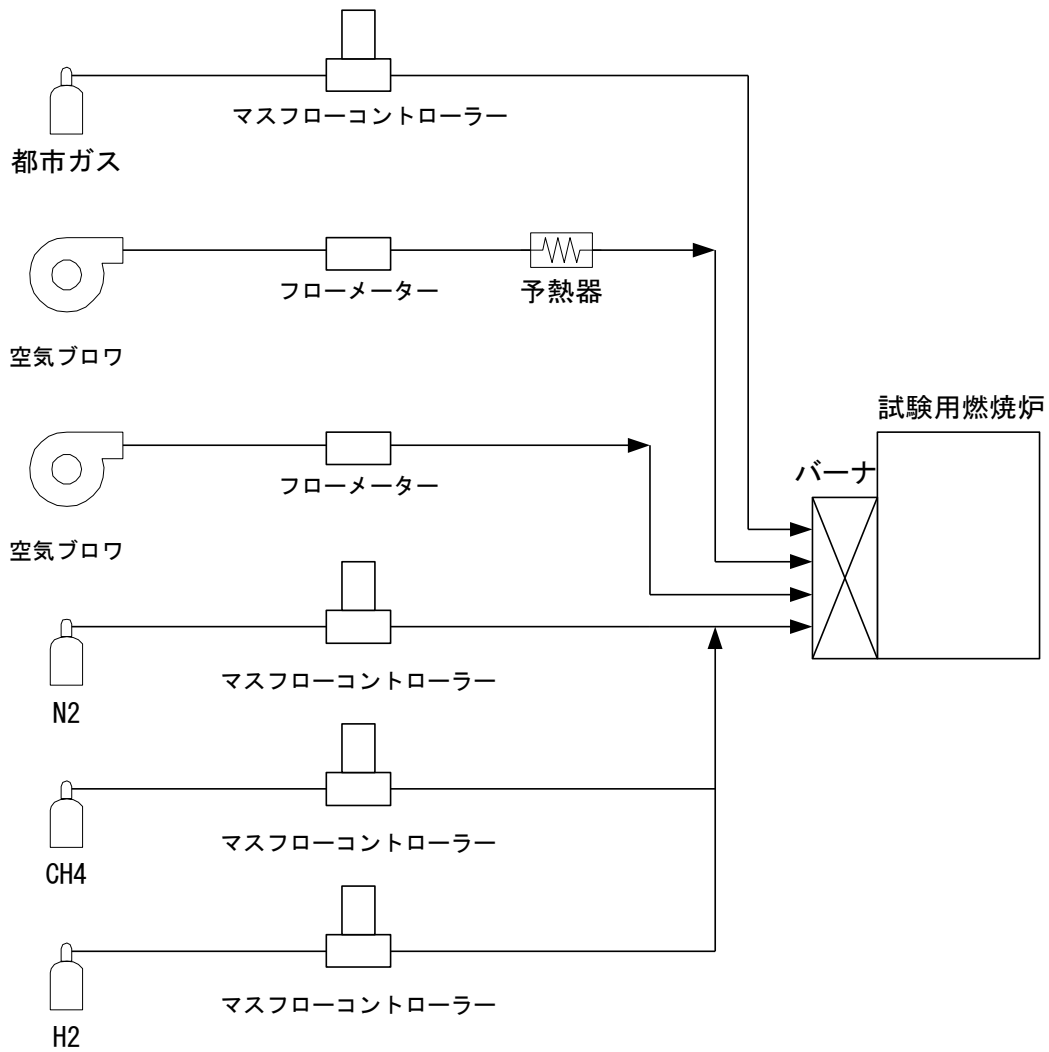 マスフローコントローラー
都市ガス
フローメーター
予熱器
空気ブロワ
試験用燃焼炉
バーナ
フローメーター
空気ブロワ
マスフローコントローラー
N2
マスフローコントローラー
CH4
マスフローコントローラー
H2